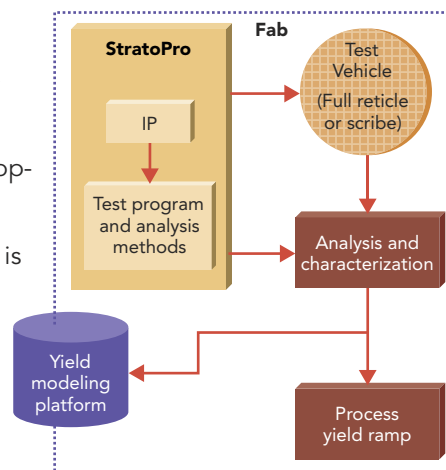 Fab
StratoPro
IP
Test program
and analysis
methods
Test
Vehicle
(Full reticle
or scribe)
op-
is
Analysis and
characterization
Yield
modeling
platform
Process
yield ramp